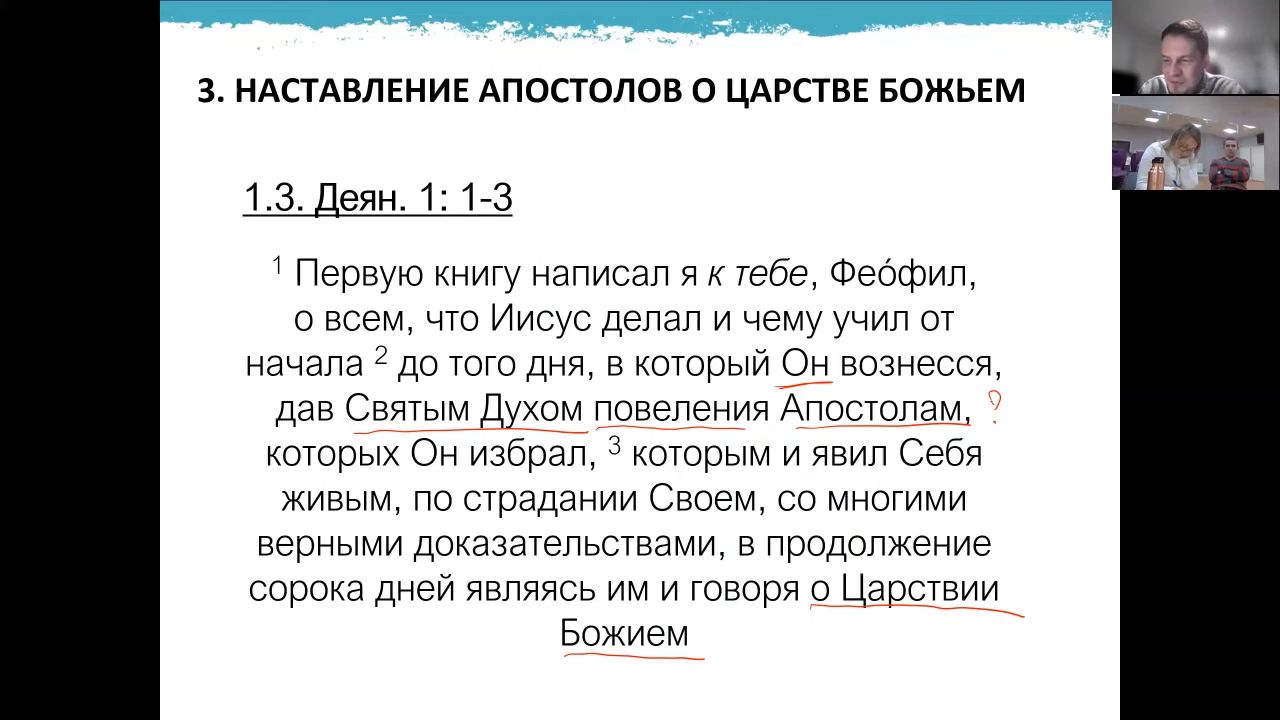 3. НАСТАВЛЕНИЕ АПОСТОЛОВ О ЦАРСТВЕ БОЖЬЕМ
1.3. Деян. 1: 1-3
1 Первую книгу написал я к тебе, Фео́фил,
о всем, что Иисус делал и чему учил от
начала 2 до того дня, в который Он вознесся,
дав Святым Духом повеления Апостолам, ?
которых Он избрал, 3 которым и явил Себя
живым, по страдании Своем, со многими
верными доказательствами, в продолжение
сорока дней являясь им и говоря о Царствии
Божием